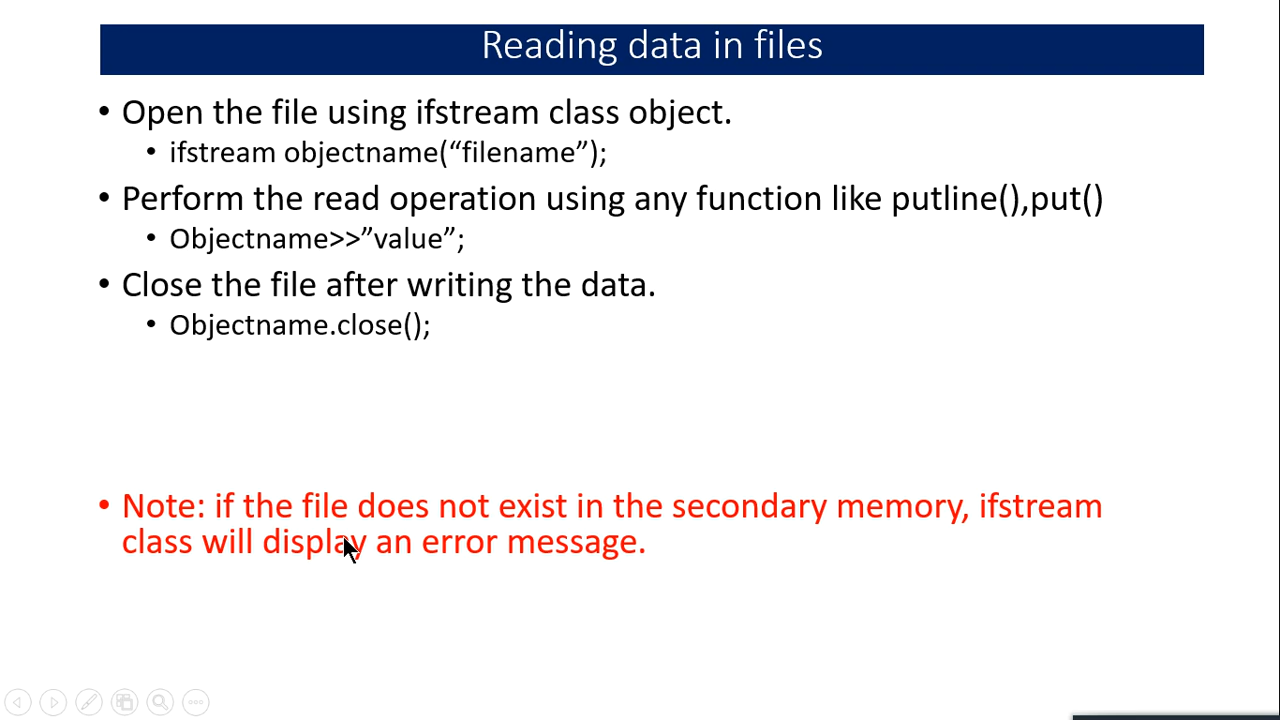 Reading data in files
• Open the file using ifstream class object.
• ifstream objectname(“filename”);
• Perform the read operation using any function like putline(),put()
• Objectname>>”value”;
• Close the file after writing the data.
• Objectname.close();
• Note: if the file does not exist in the secondary memory, ifstream
class will display an error message.